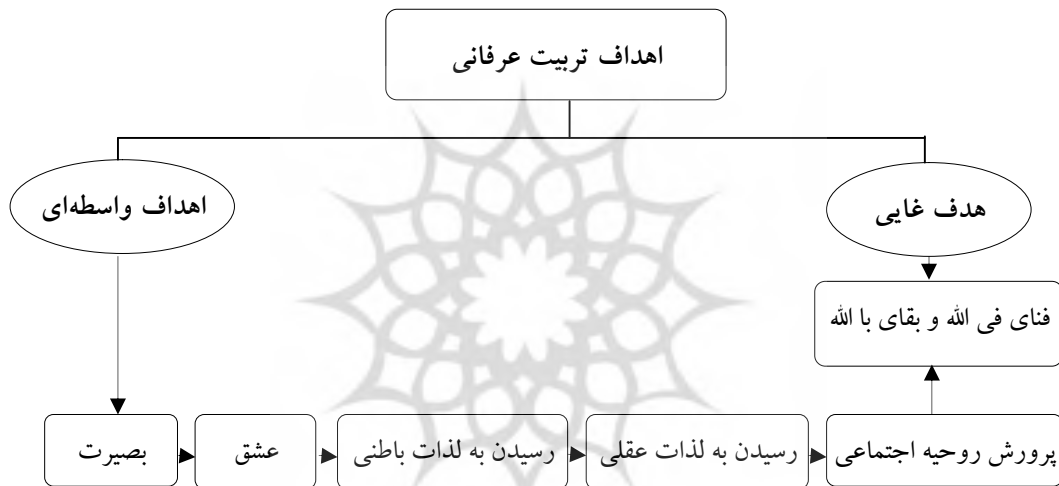 اهداف تربیت عرفانی
هدف غایی
اهداف واسطه‌ای
فنای فی الله و بقای با الله
پرورش روحیه اجتماعی
رسیدن به لذات عقلی
رسیدن به لذات باطنی
عشق
بصیرت